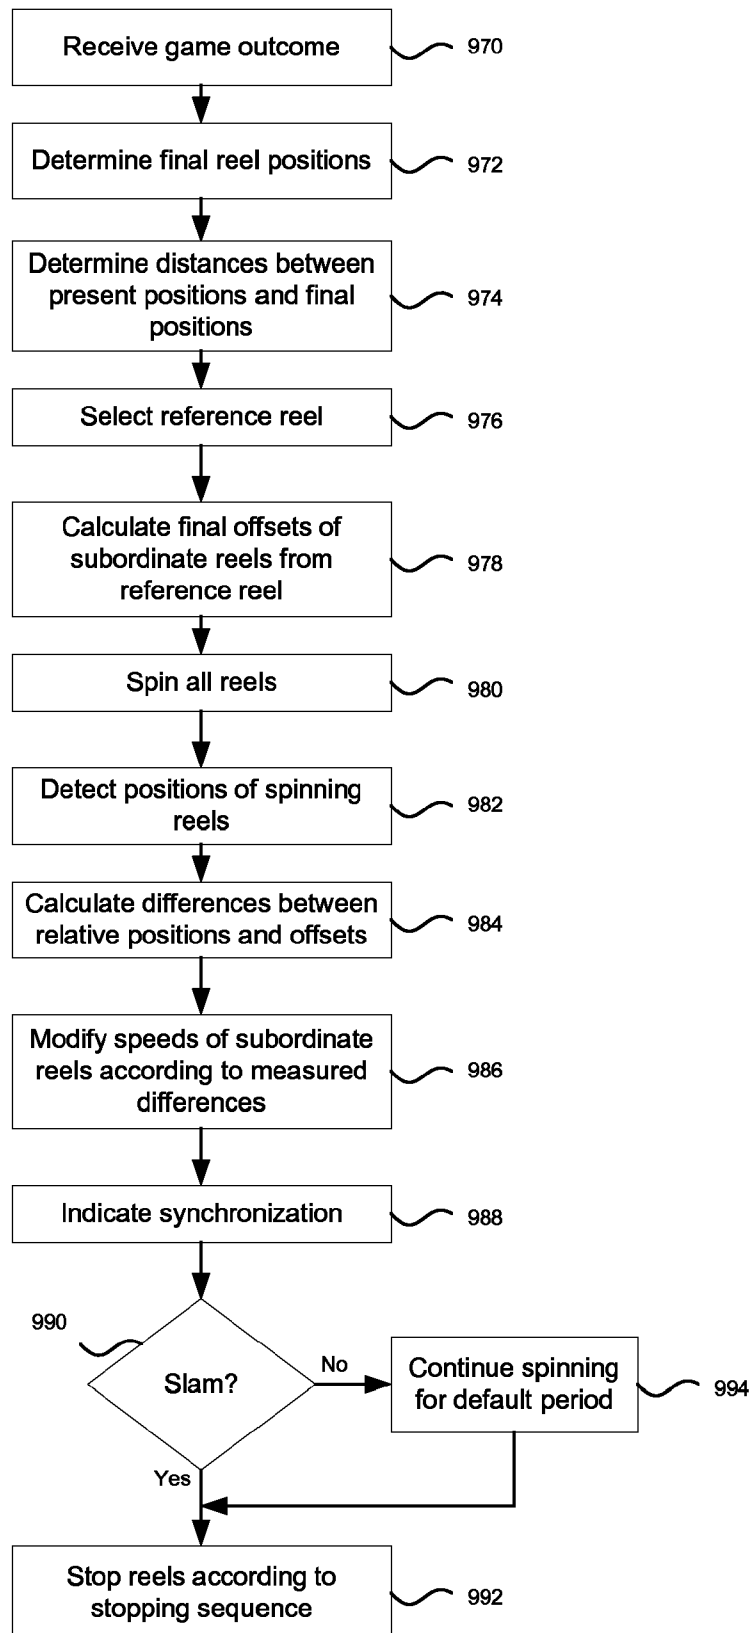 Receive game outcome
970
Determine final reel positions
972
Determine distances between
present positions and final
positions
974
Select reference reel
976
Calculate final offsets of
subordinate reels from
reference reel
978
Spin all reels
980
Detect positions of spinning
reels
982
Calculate differences between
relative positions and offsets
984
Modify speeds of subordinate
reels according to measured
differences
986
Indicate synchronization
988
990
Slam?
No
Continue spinning
for default period
994
Yes
Stop reels according to
stopping sequence
992